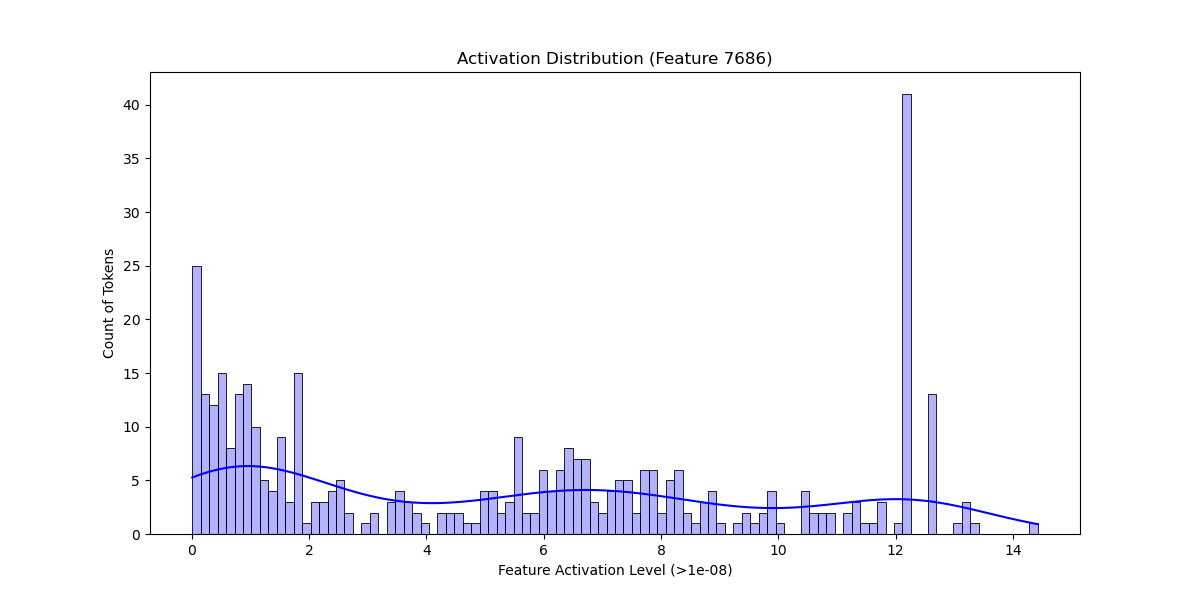 Activation Distribution (Feature 7686)
40
35
30
25
20
15
10
5
0
Count of Tokens
0 2 4 6 8 10 12 14
Feature Activation Level (>1e-08)